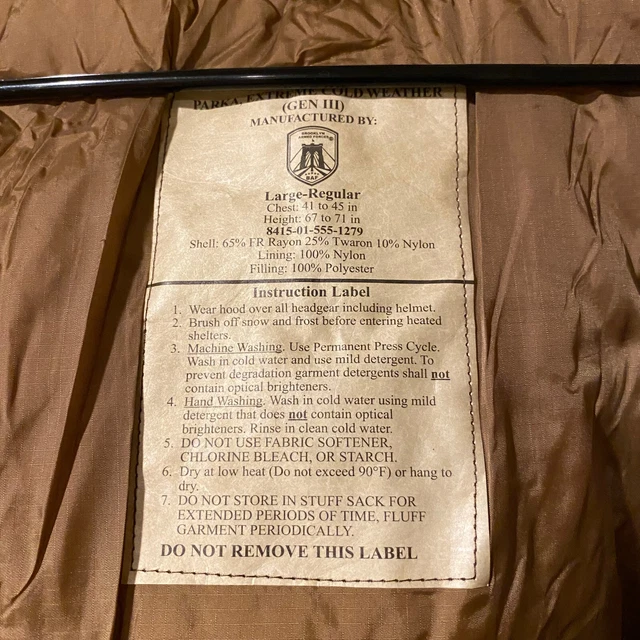 PARKA, EXTREME COLD WEATHER
(GEN III)
MANUFACTURED BY:
BROOKLYN
ARMED FORCES
BAF
Large-Regular
Chest: 41 to 45 in
Height: 67 to 71 in
8415-01-555-1279
Shell: 65% FR Rayon 25% Twaron 10% Nylon
Lining: 100% Nylon
Filling: 100% Polyester
Instruction Label
1. Wear hood over all headgear including helmet.
2. Brush off snow and frost before entering heated
shelters.
3. Machine Washing. Use Permanent Press Cycle.
Wash in cold water and use mild detergent. To
prevent degradation garment detergents shall not
contain optical brighteners.
4. Hand Washing. Wash in cold water using mild
detergent that does not contain optical
brighteners. Rinse in clean cold water.
5. DO NOT USE FABRIC SOFTENER,
CHLORINE BLEACH, OR STARCH.
6. Dry at low heat (Do not exceed 90°F) or hang to
dry.
7. DO NOT STORE IN STUFF SACK FOR
EXTENDED PERIODS OF TIME, FLUFF
GARMENT PERIODICALLY.
DO NOT REMOVE THIS LABEL